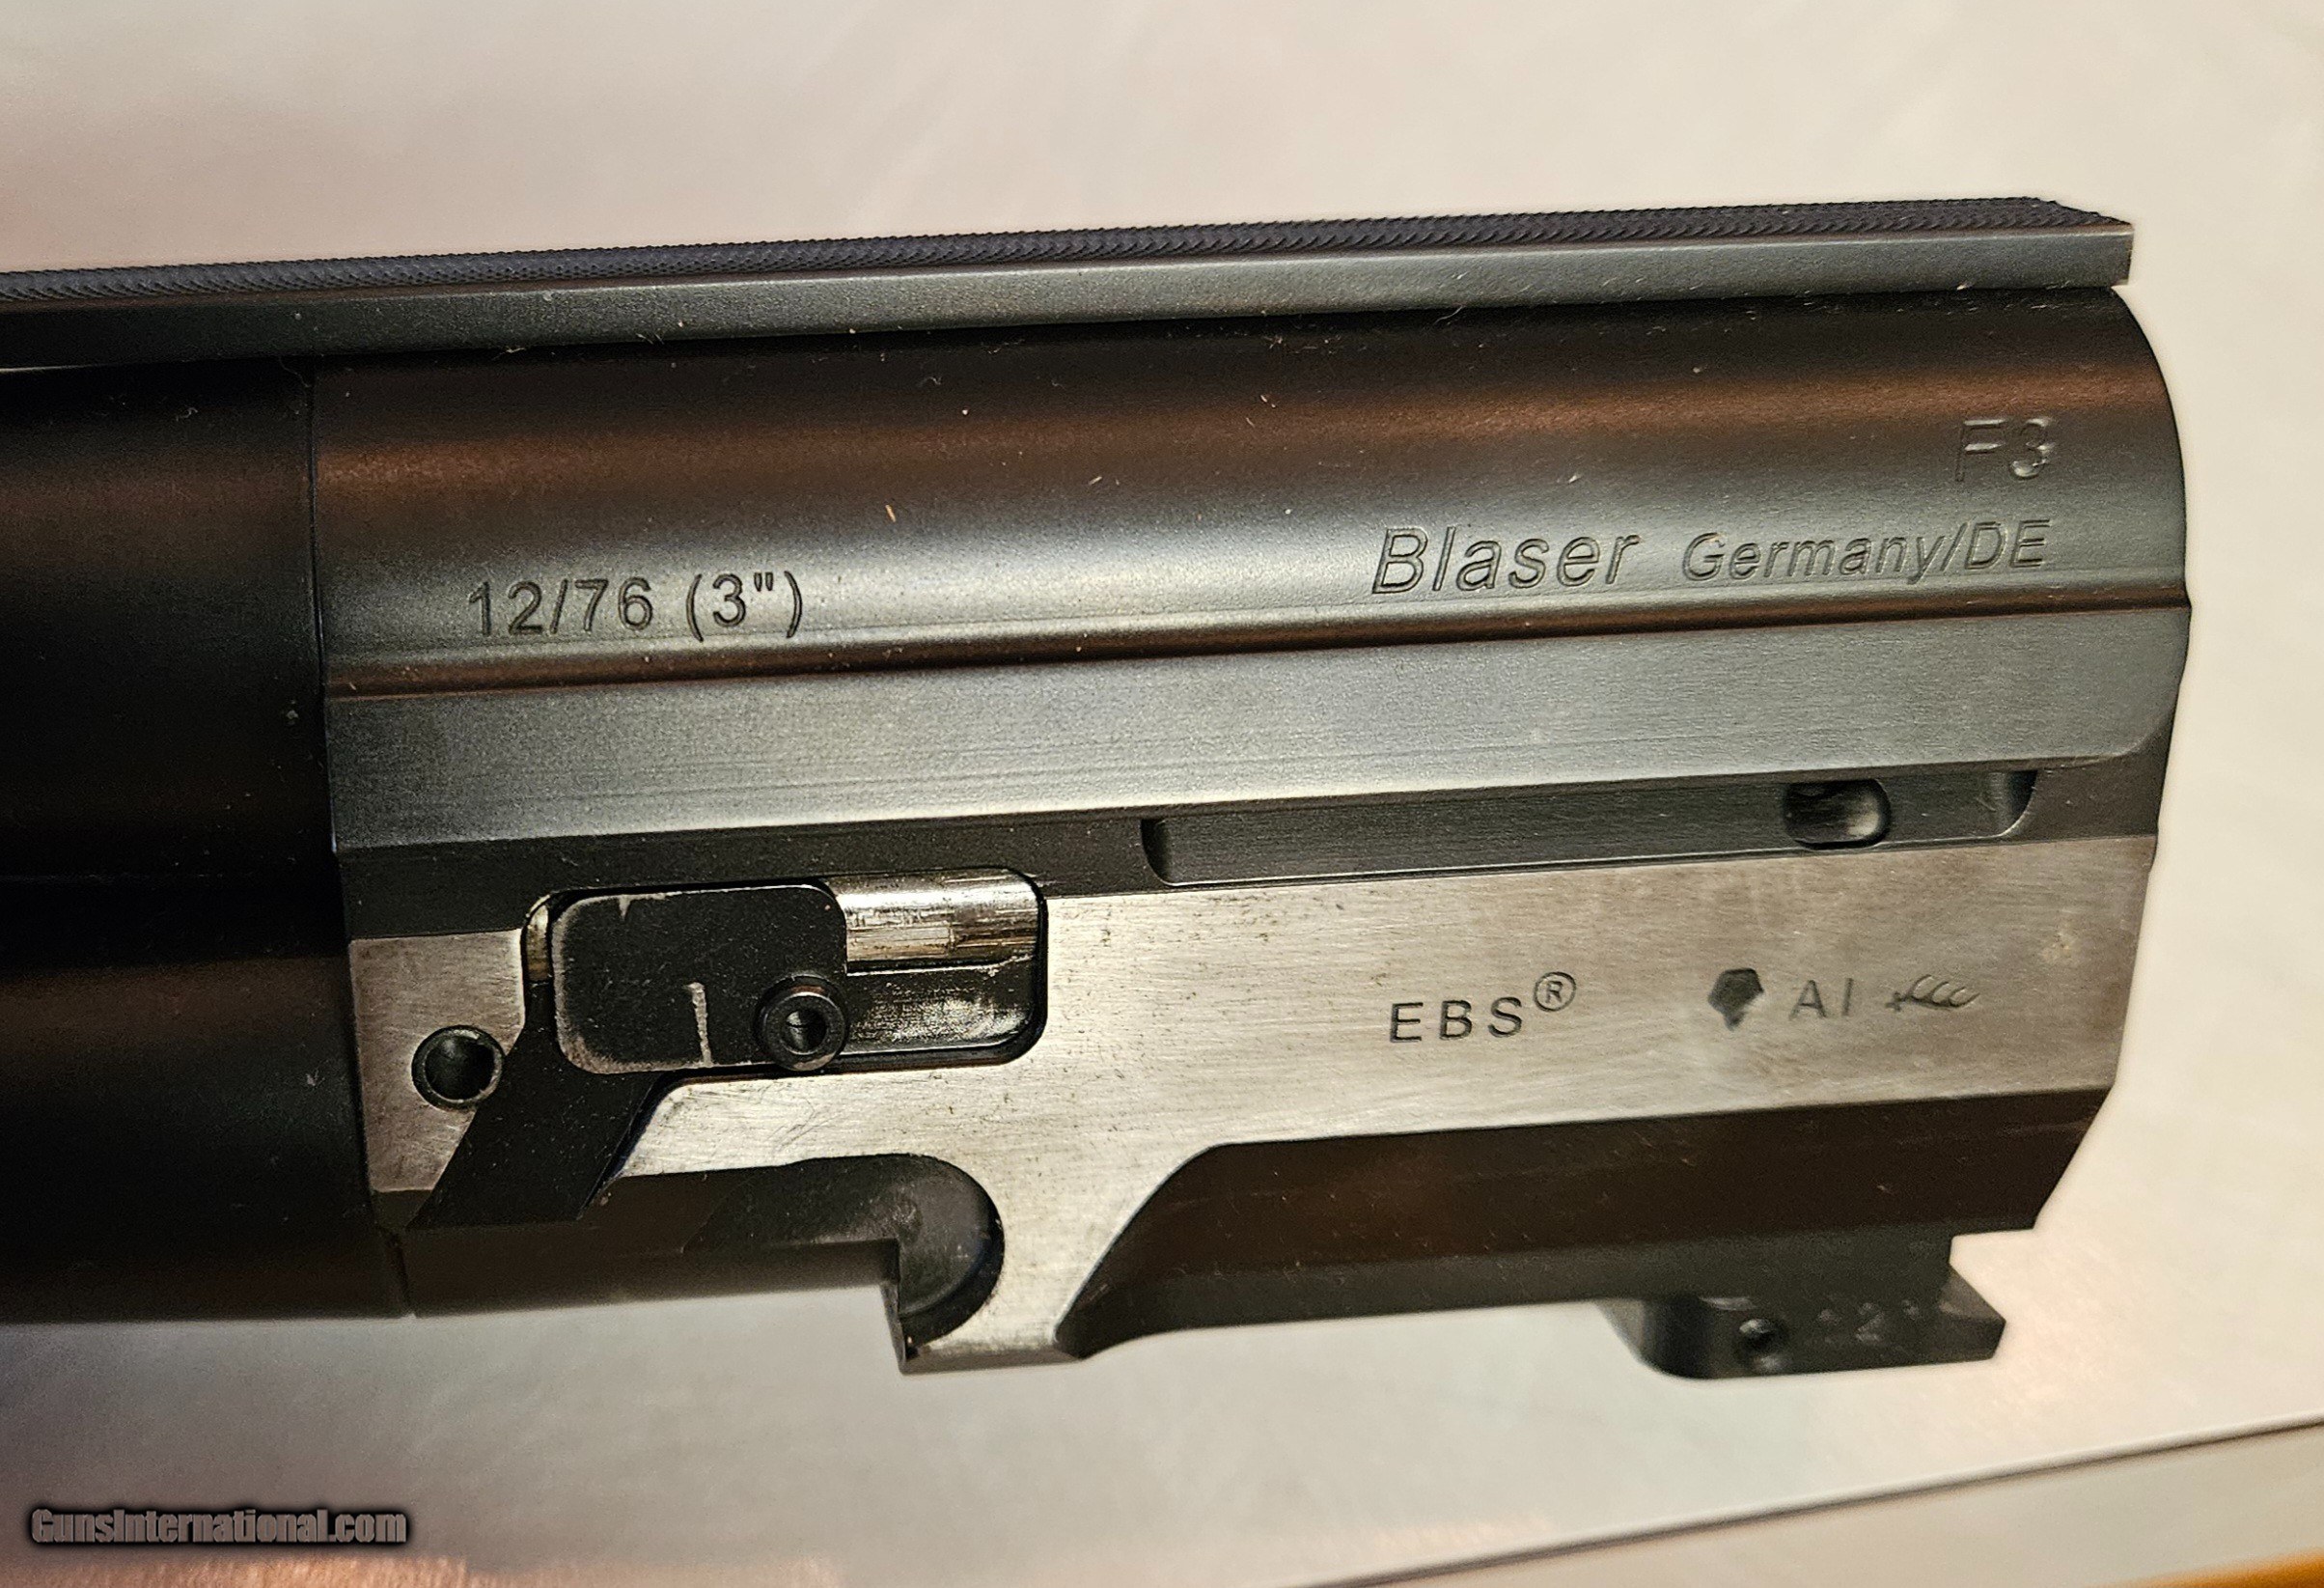 F3
Blaser Germany/DE
12/76 (3")
EBS® AI
GunsInternational.com